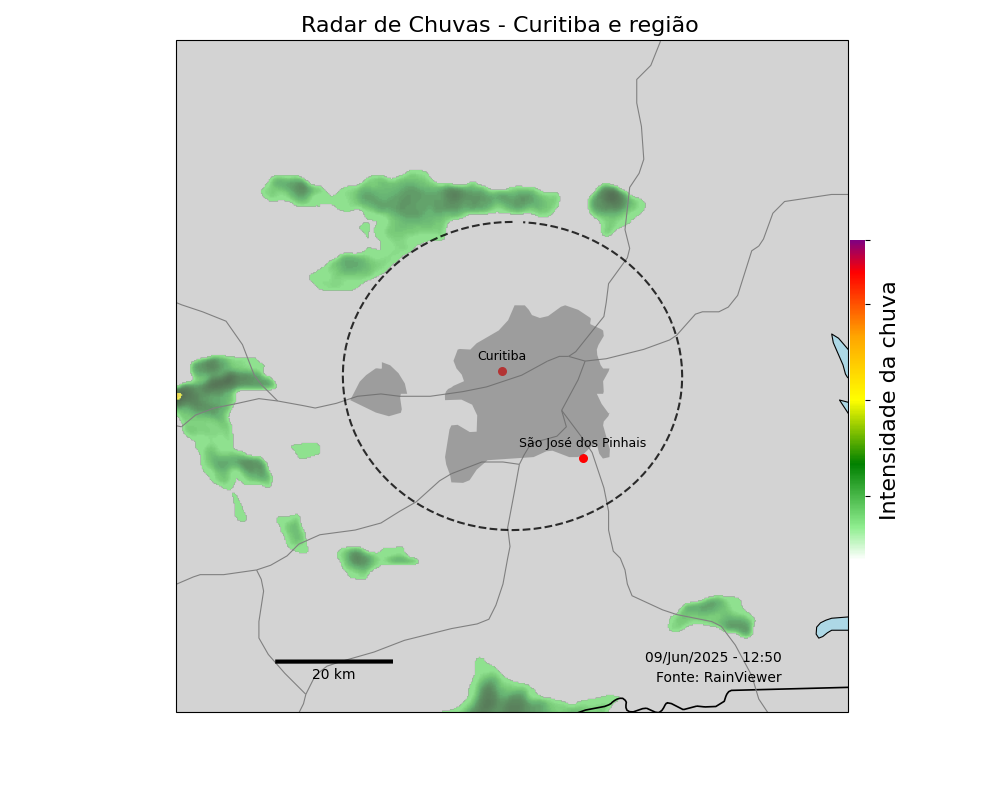 Radar de Chuvas - Curitiba e região
Curitiba
São José dos Pinhais
Intensidade da chuva
09/Jun/2025 - 12:50
Fonte: RainViewer
20 km